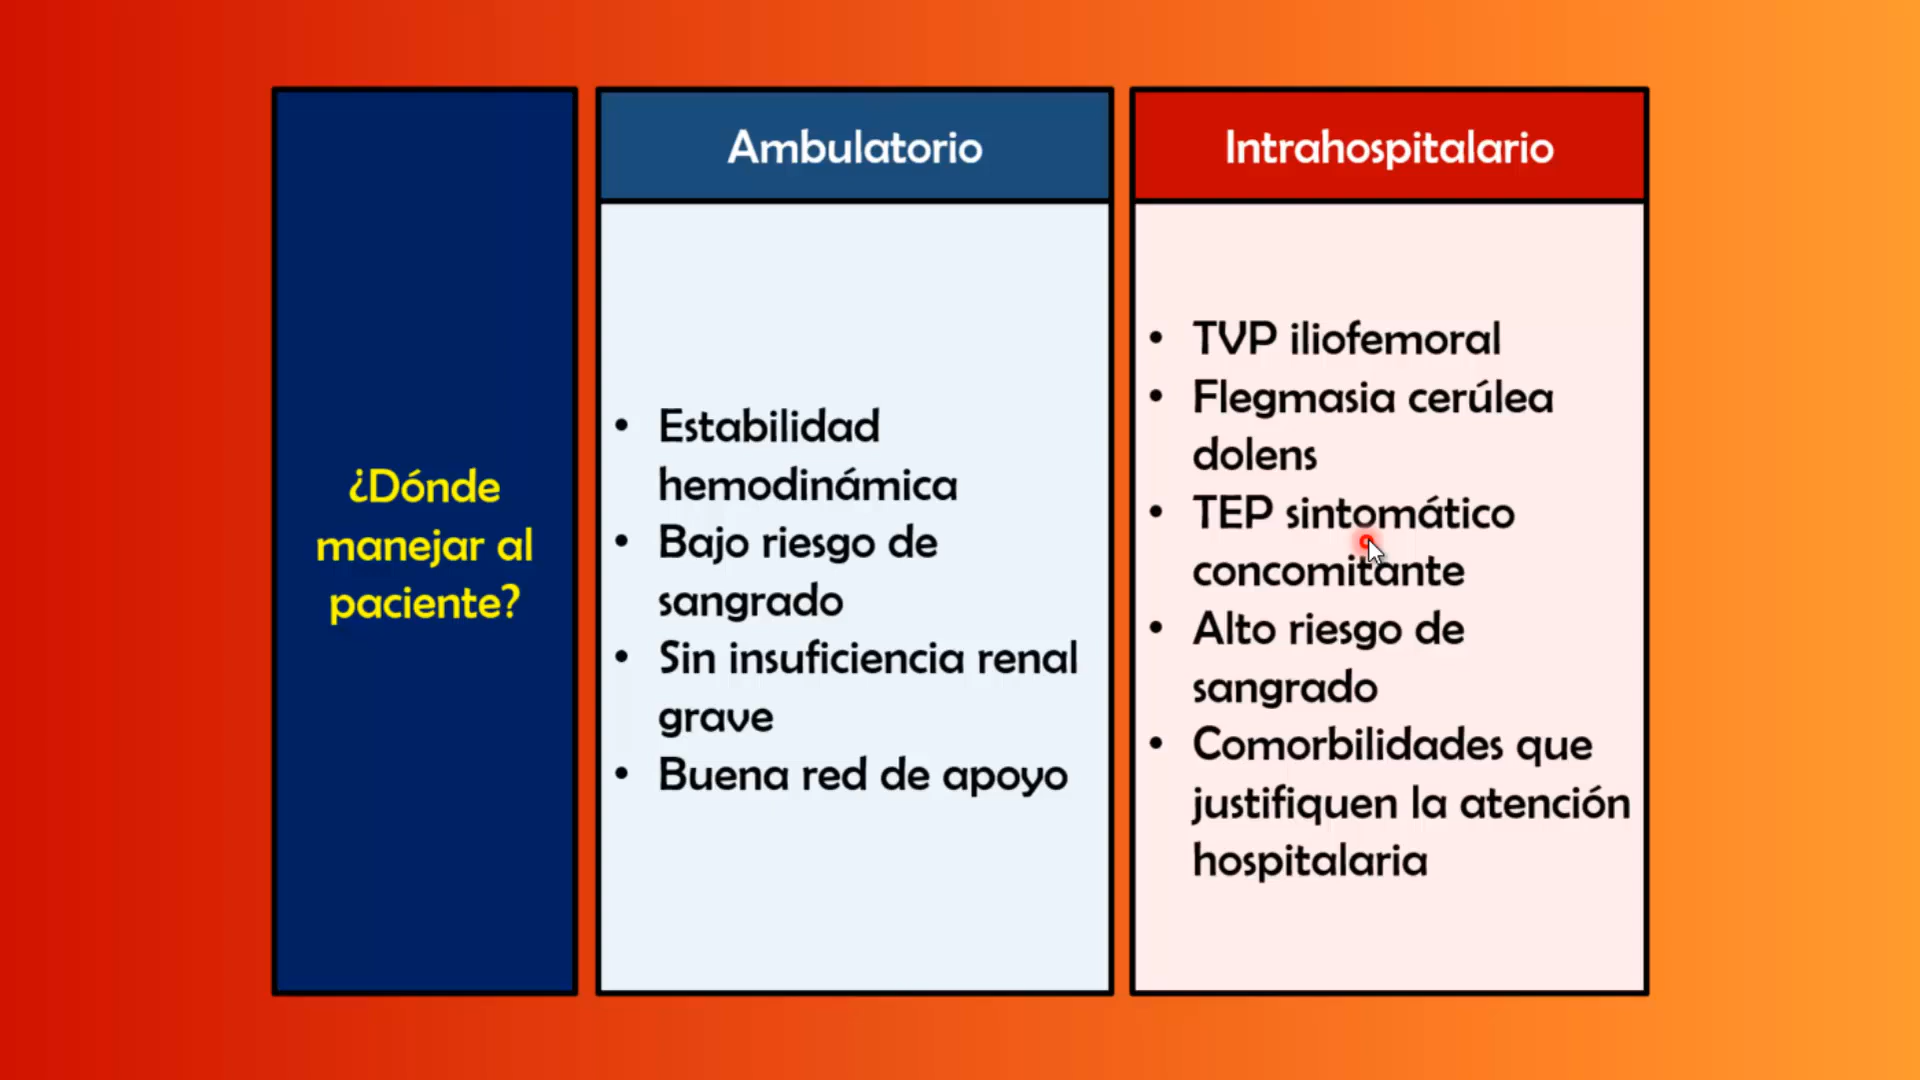 ¿Dónde
manejar al
paciente?
Ambulatorio
• Estabilidad
hemodinámica
• Bajo riesgo de
sangrado
• Sin insuficiencia renal
grave
• Buena red de apoyo
Intrahospitalario
• TVP iliofemoral
• Flegmasia cerúlea
dolens
• TEP sintomático
concomitante
• Alto riesgo de
sangrado
• Comorbilidades que
justifiquen la atención
hospitalaria